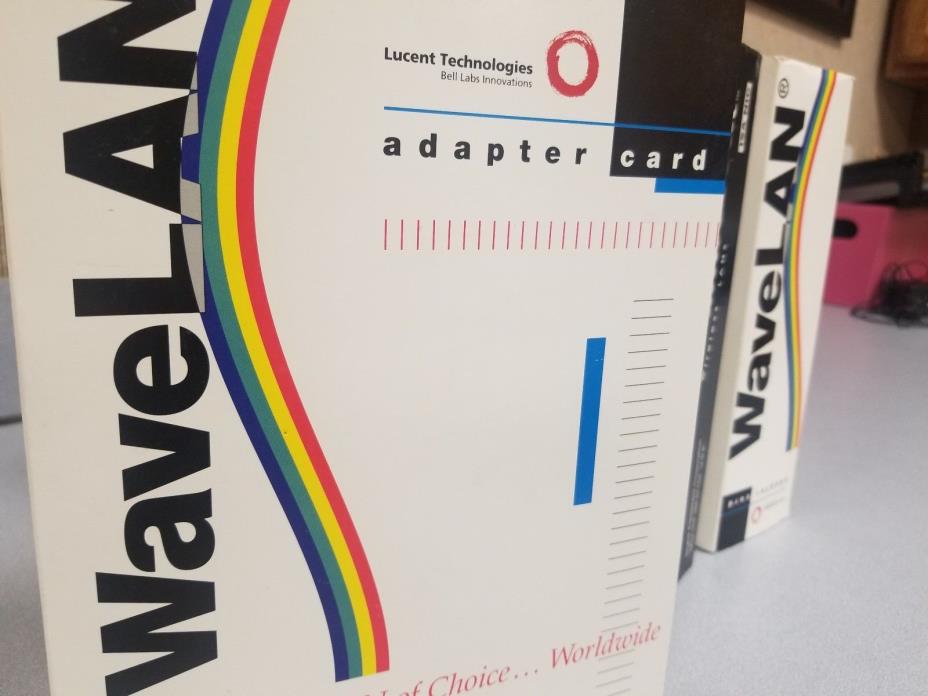 WaveLAN
Lucent Technologies
Bell Labs Innovations
adapter card
of Choice... Worldwide
WaveLAN®